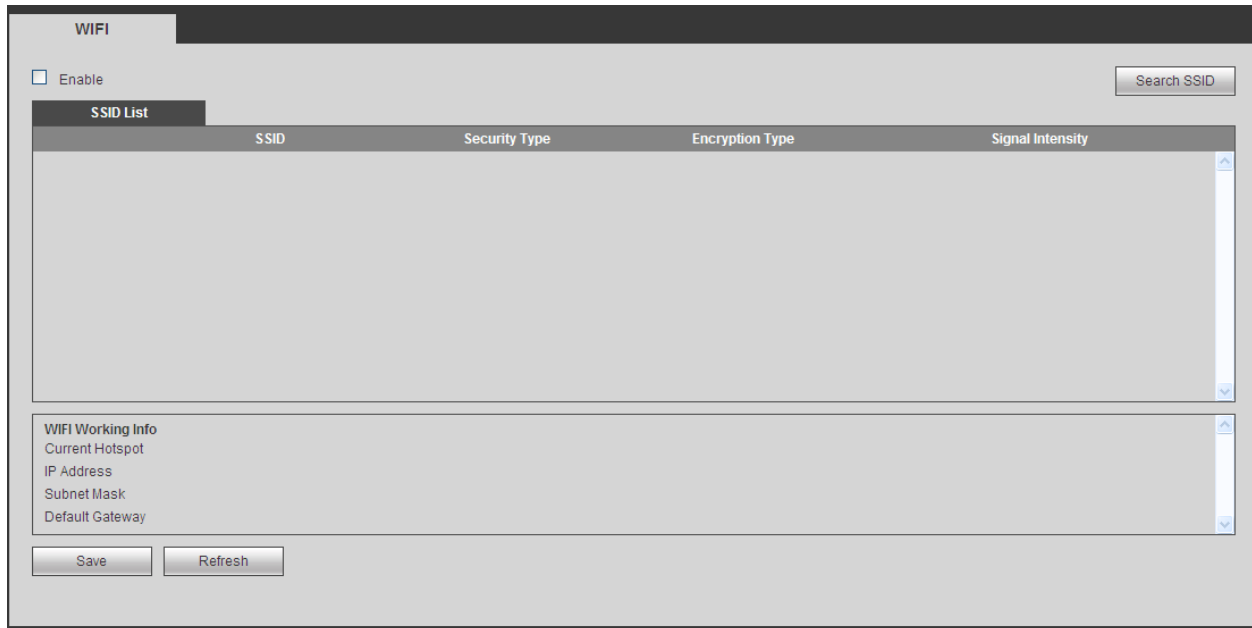 WIFI
Enable
Search SSID
SSID List
SSID Security Type Encryption Type Signal Intensity
WIFI Working Info
Current Hotspot
IP Address
Subnet Mask
Default Gateway
Save Refresh